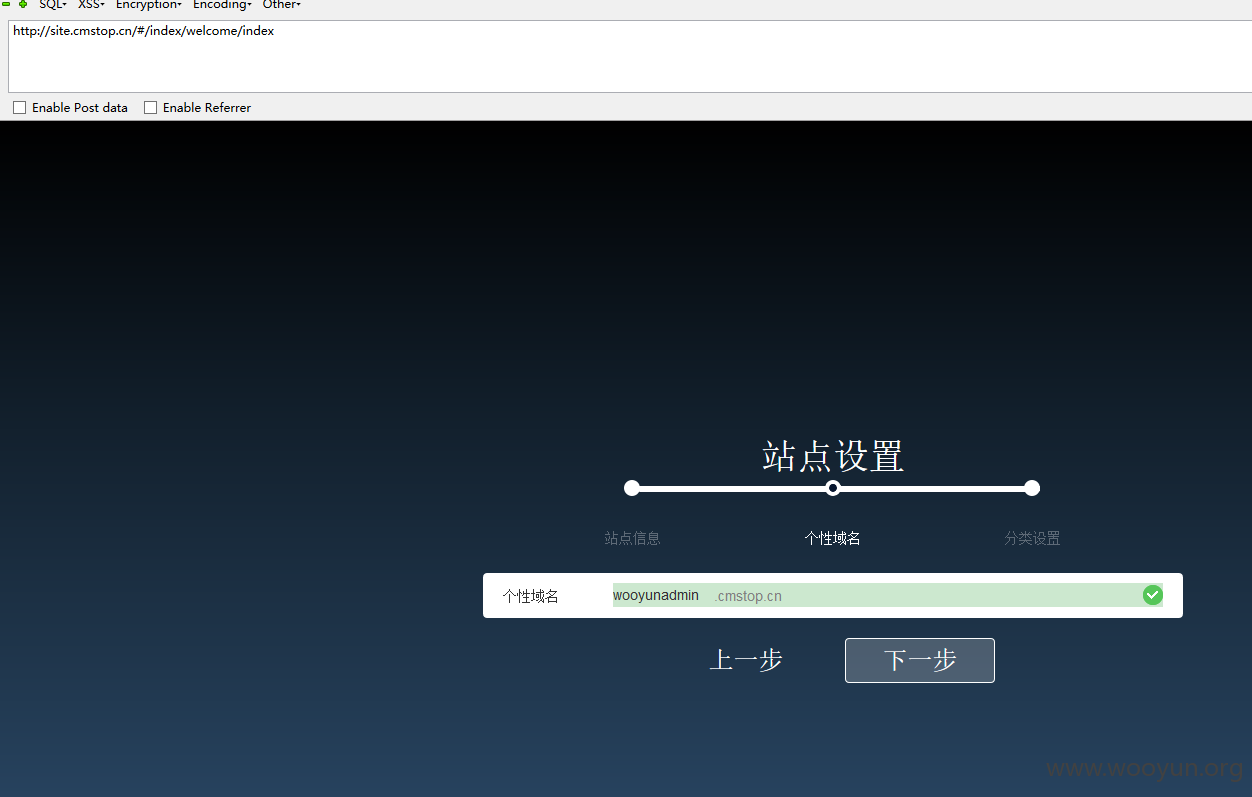 SQL▾ XSS▾ Encryption▾ Encoding▾ Other▾
http://site.cmstop.cn/#/index/welcome/index
Enable Post data Enable Referrer
站点设置
站点信息 个性域名 分类设置
个性域名 wooyunadmin .cmstop.cn
上一步 下一步
www.wooyun.org